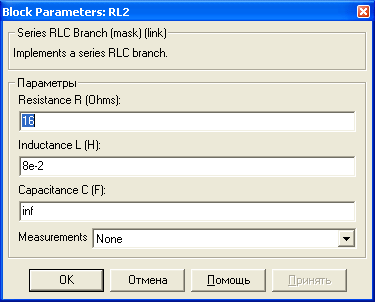 Block Parameters: RL2
Series RLC Branch (mask) (link)
Implements a series RLC branch.
Параметры
Resistance R (Ohms):
16
Inductance L (H):
8e-2
Capacitance C (F):
inf
Measurements None
OK Отмена Помощь Принять